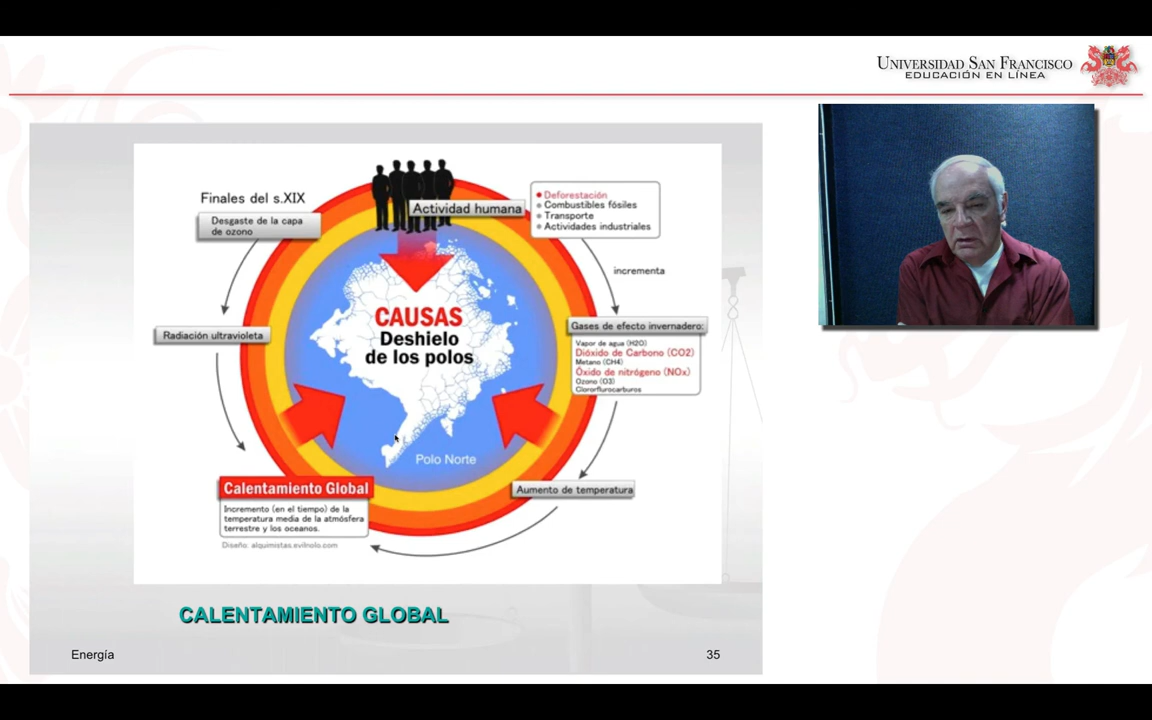 UNIVERSIDAD SAN FRANCISCO
EDUCACIÓN EN LÍNEA
Finales del s.XIX
Desgaste de la capa
de ozono
Actividad humana
Deforestación
Combustibles fósiles
Transporte
Actividades industriales
incrementa
CAUSAS
Deshielo
de los polos
Radiación ultravioleta
Gases de efecto invernadero:
Vapor de agua (H2O)
Dióxido de Carbono (CO2)
Metano (CH4)
Óxido de nitrógeno (NOx)
Ozono (O3)
Clororflurocarburos
Polo Norte
Calentamiento Global
Incremento (en el tiempo) de la
temperatura media de la atmósfera
terrestre y los oceanos.
Aumento de temperatura
Diseño: alquimistas.evilnolo.com
CALENTAMIENTO GLOBAL
Energía
35